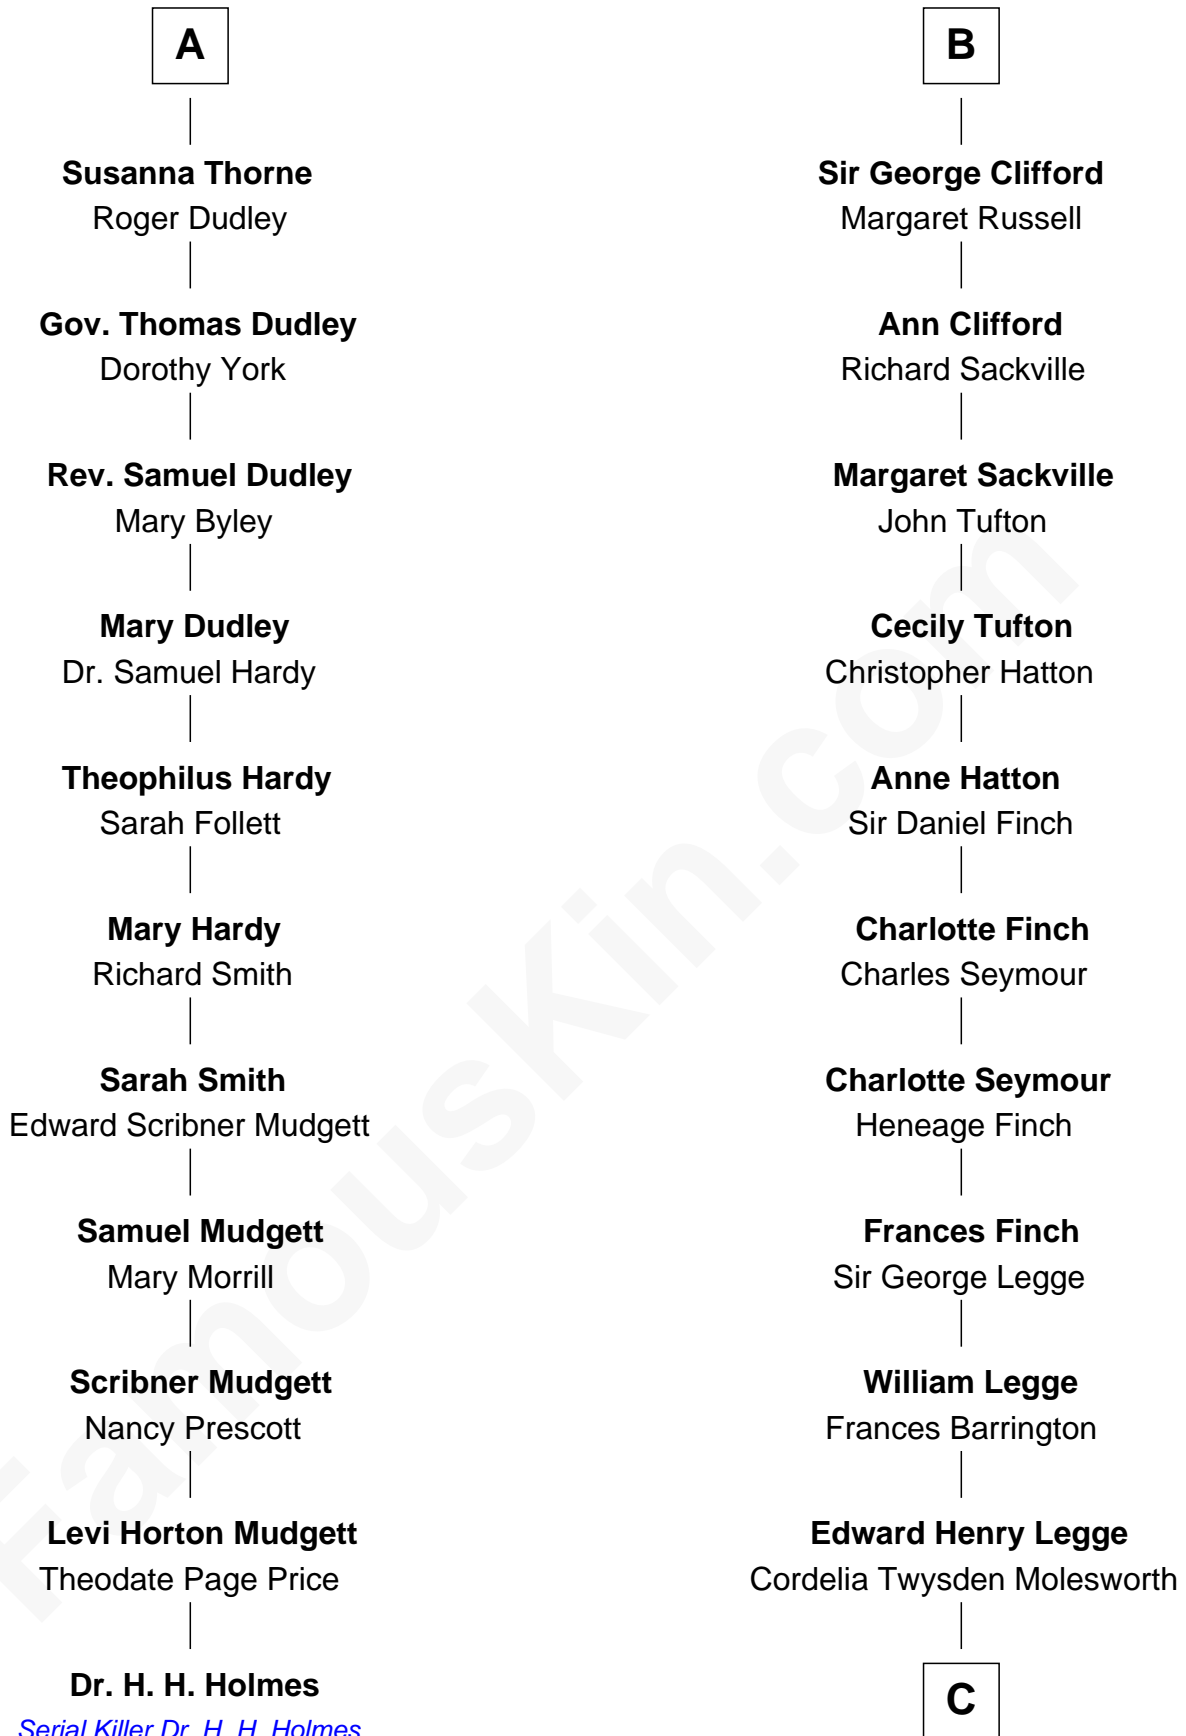 A
Susanna Thorne
Roger Dudley
Gov. Thomas Dudley
Dorothy York
Rev. Samuel Dudley
Mary Byley
Mary Dudley
Dr. Samuel Hardy
Theophilus Hardy
Sarah Follett
Mary Hardy
Richard Smith
Sarah Smith
Edward Scribner Mudgett
Samuel Mudgett
Mary Morrill
Scribner Mudgett
Nancy Prescott
Levi Horton Mudgett
Theodate Page Price
Dr. H. H. Holmes
Serial Killer Dr. H. H. Holmes
B
Sir George Clifford
Margaret Russell
Ann Clifford
Richard Sackville
Margaret Sackville
John Tufton
Cecily Tufton
Christopher Hatton
Anne Hatton
Sir Daniel Finch
Charlotte Finch
Charles Seymour
Charlotte Seymour
Heneage Finch
Frances Finch
Sir George Legge
William Legge
Frances Barrington
Edward Henry Legge
Cordelia Twysden Molesworth
C
FamousKin.com